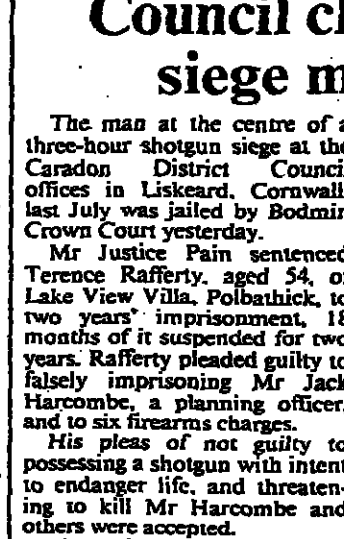 Council cl
siege m
The man at the centre of a
three-hour shotgun siege at the
Caradon District Council
offices in Liskeard, Cornwall
last July was jailed by Bodmin
Crown Court yesterday.
Mr Justice Pain sentenced
Terence Rafferty, aged 54, of
Lake View Villa, Polbathick, to
two years' imprisonment, 18
months of it suspended for two
years. Rafferty pleaded guilty to
falsely imprisoning Mr Jack
Harcombe, a planning officer,
and to six firearms charges.
His pleas of not guilty to
possessing a shotgun with intent
to endanger life, and threaten-
ing to kill Mr Harcombe and
others were accepted.